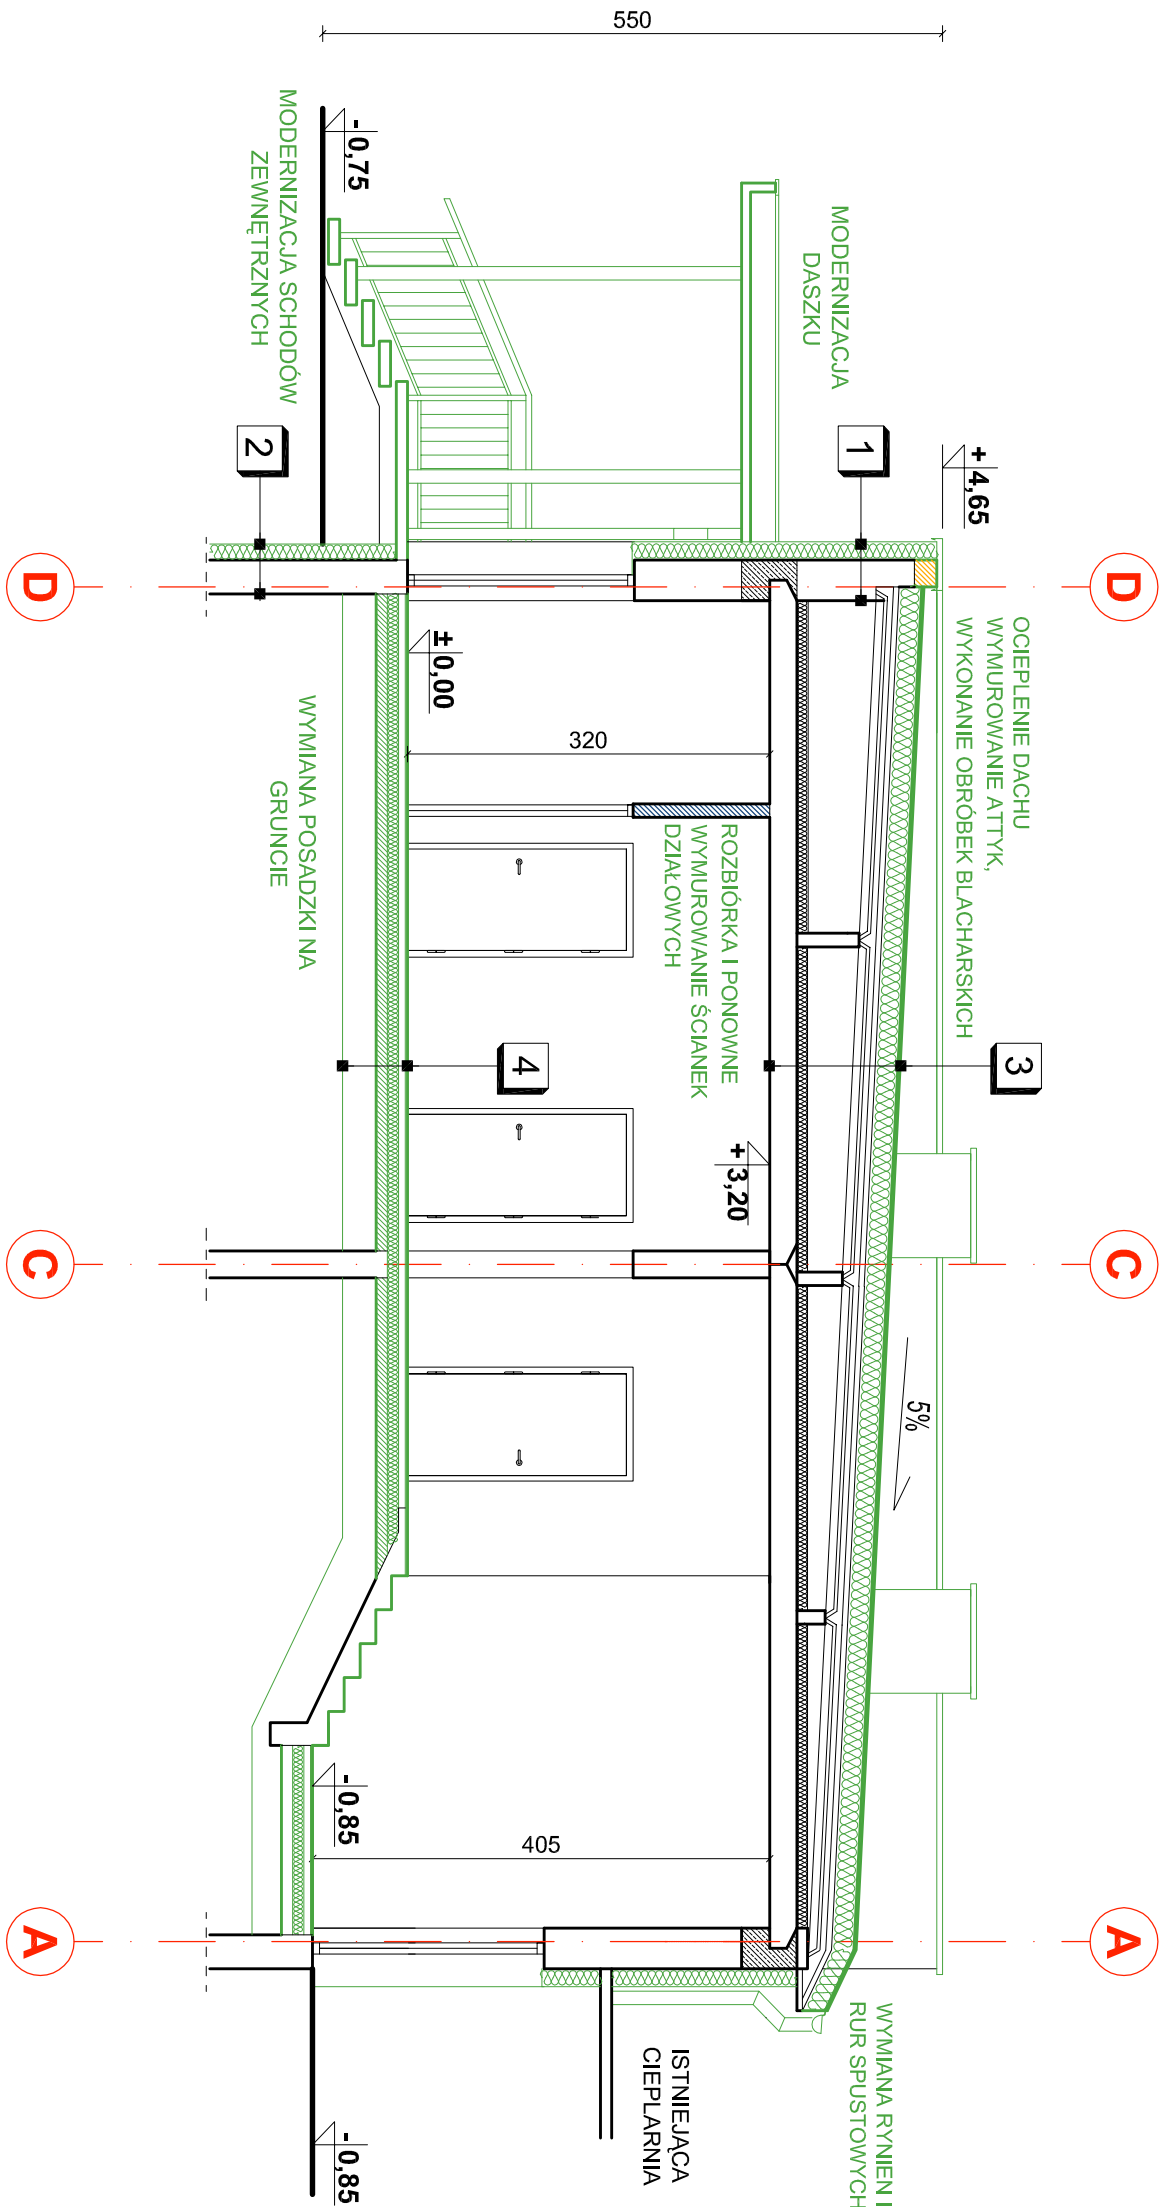 550
- 0,75
MODERNIZACJA SCHODÓW
ZEWNĘTRZNYCH
MODERNIZACJA
DASZKU
1
2
+ 4,65
D
D
OCIEPLENIE DACHU
WYMUROWANIE ATTYK,
WYKONANIE OBRÓBEK BLACHARSKICH
± 0,00
320
WYMIANA POSADZKI NA
GRUNCIE
ROZBIÓRKA I PONOWNE
WYMUROWANIE ŚCIANEK
DZIAŁOWYCH
3
4
+ 3,20
C
C
5%
- 0,85
405
A
A
WYMIANA RYNIEN I
RUR SPUSTOWYCH
ISTNIEJĄCA
CIEPLARNIA
- 0,85